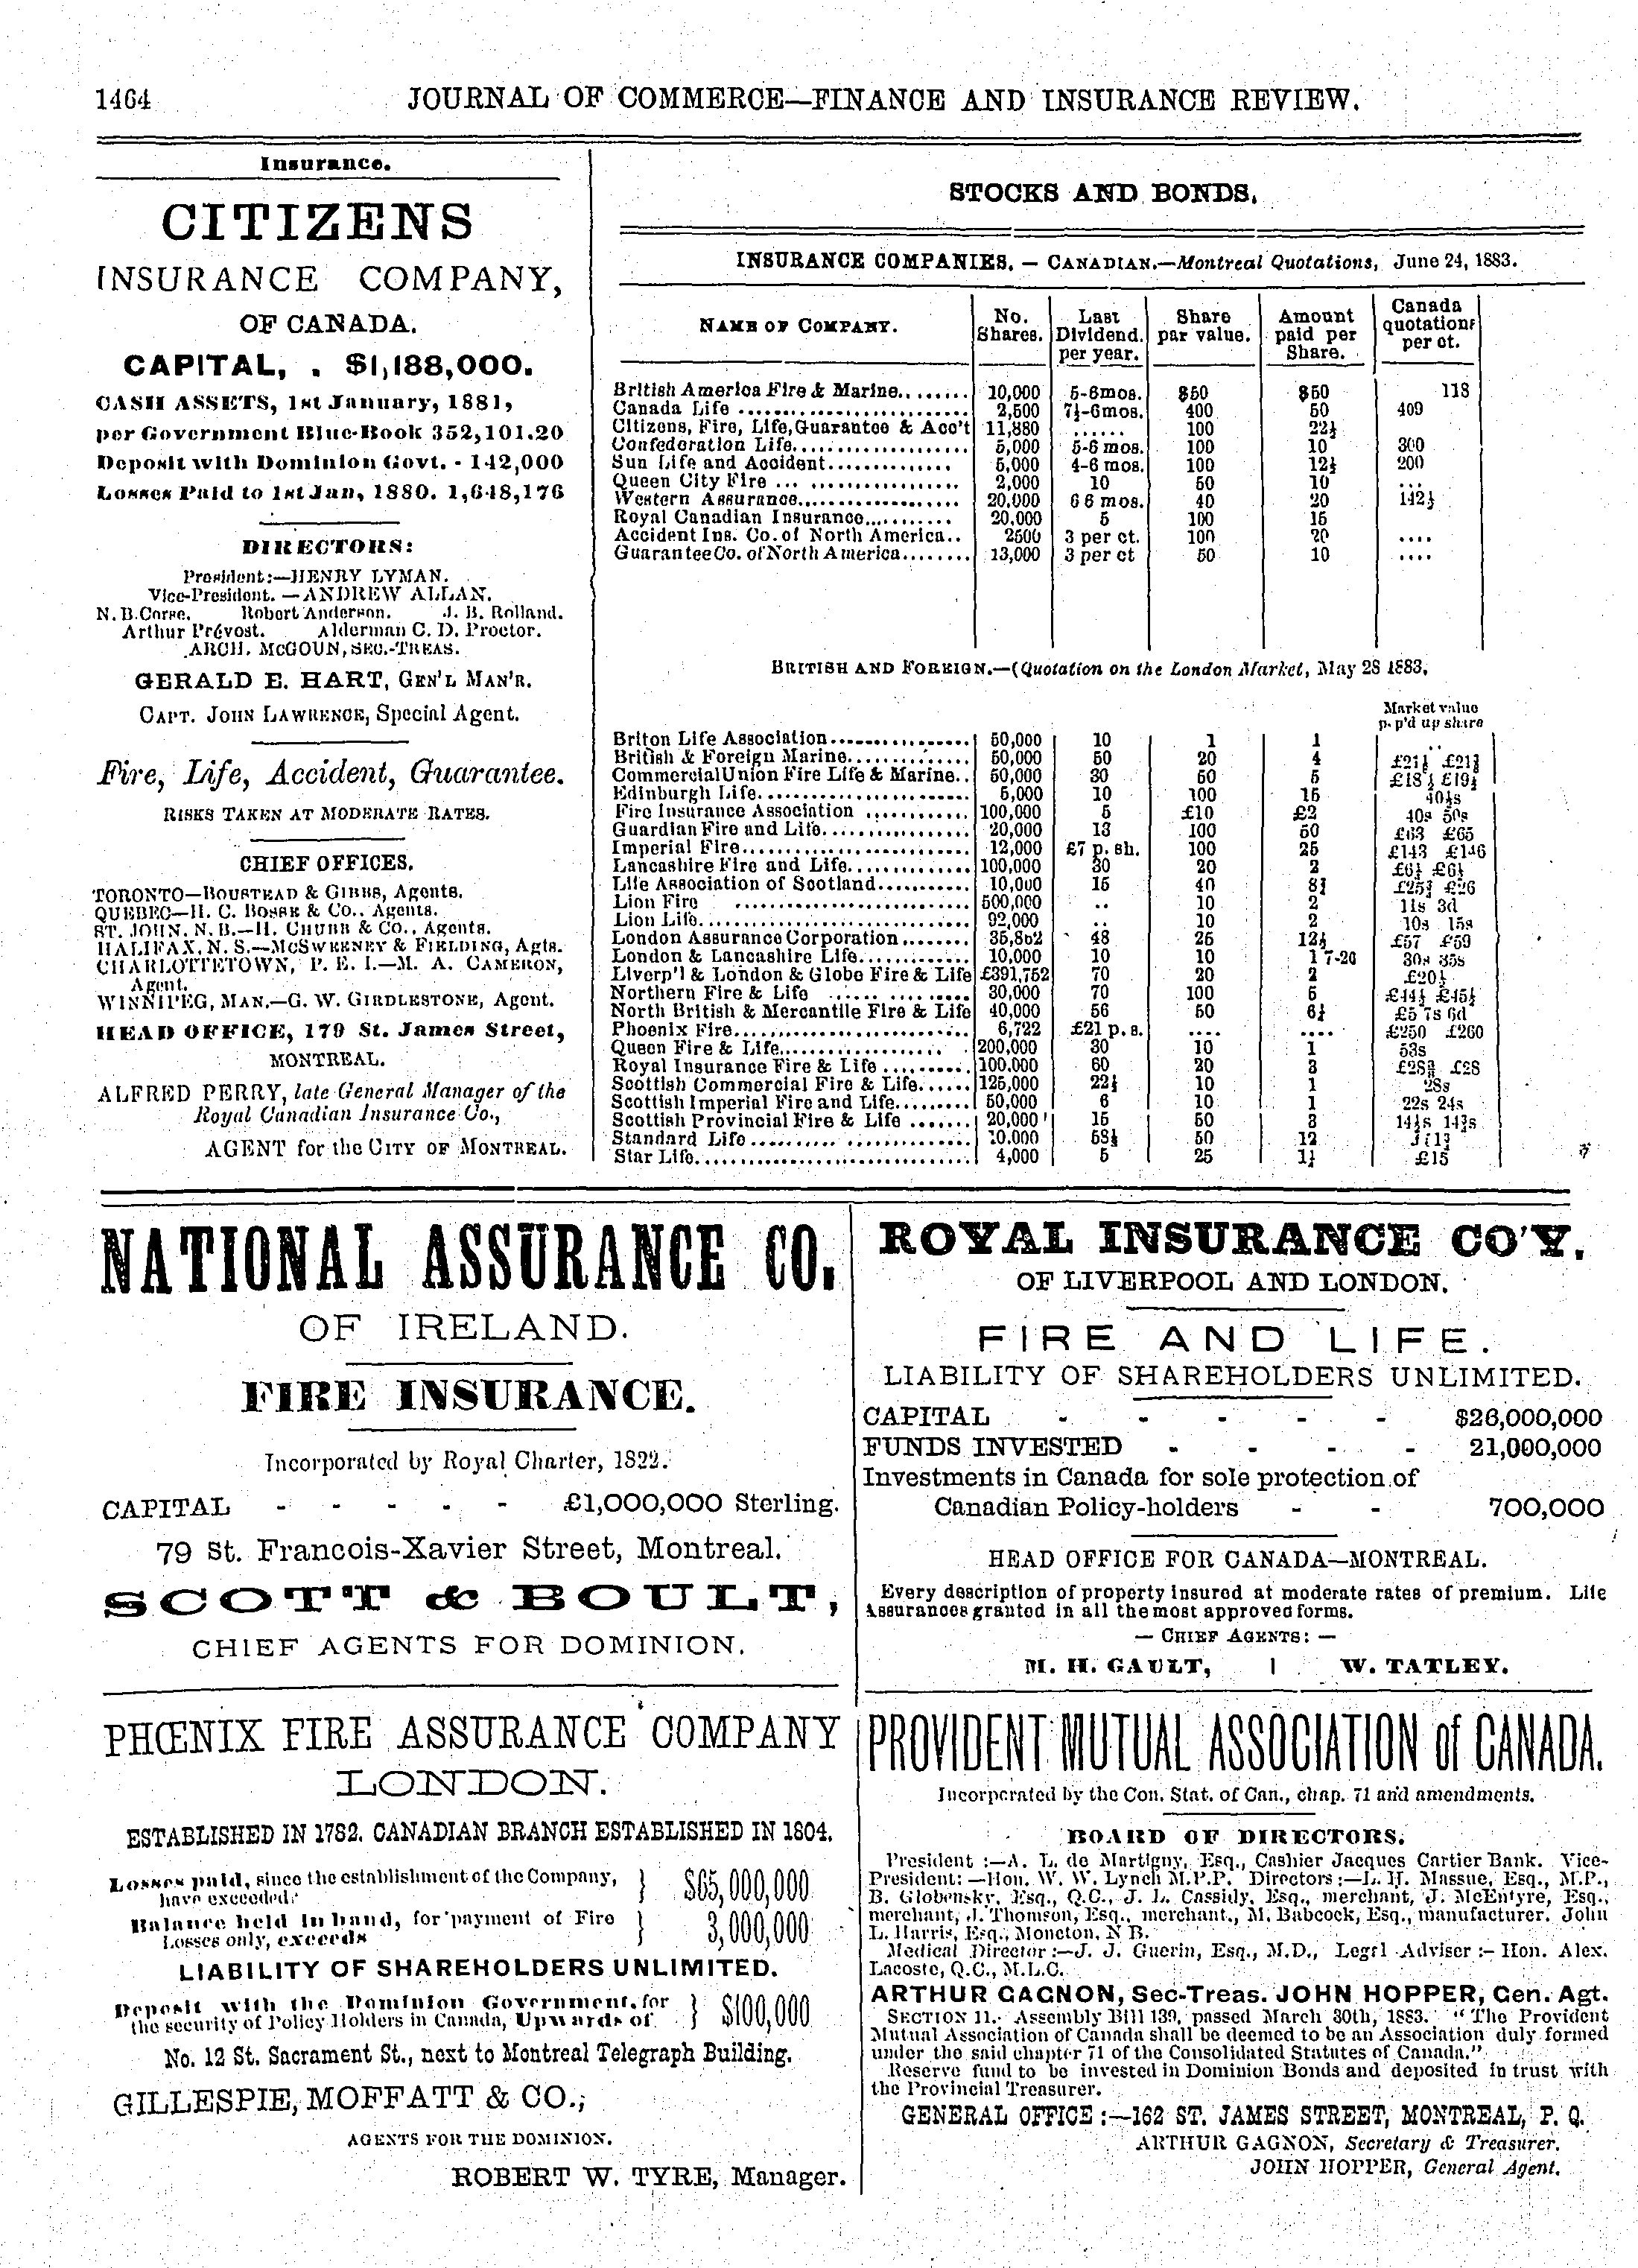 1464
JOURNAL OF COMMERCE—FINANCE AND INSURANCE REVIEW.
Insurance.
CITIZENS
INSURANCE COMPANY,
OF CANADA.
CAPITAL, . $1,188,000.
CASH ASSETS, 1st January, 1881,
per Government Blue-Book 352,101.20
Deposit with Dominion Govt. - 142,000
Losses Paid to 1st Jan, 1880. 1,648,176
DIRECTORS:
President:—HENRY LYMAN.
Vice-President.—ANDREW ALLAN.
N. B. Corse. Robert Anderson. J. B. Rolland.
Arthur Prévost. Alderman C. D. Proctor.
ARCH. McGOUN, SEC.-TREAS.
GERALD E. HART, GEN'L MAN'R.
CAPT. JOHN LAWRENCE, Special Agent.
Fire, Life, Accident, Guarantee.
RISKS TAKEN AT MODERATE RATES.
CHIEF OFFICES.
TORONTO—BOUSTEAD & GIBBS, Agents.
QUEBEC—H. C. BOSSE & Co., Agents.
ST. JOHN, N. B.—H. CHUBB & Co., Agents.
HALIFAX, N. S.—McSWEENEY & FIELDING, Agts.
CHARLOTTETOWN, P. E. I.—M. A. CAMERON,
Agent.
WINNIPEG, MAN.—G. W. GIRDLESTONE, Agent.
HEAD OFFICE, 179 St. James Street,
MONTREAL.
ALFRED PERRY, late General Manager of the
Royal Canadian Insurance Co.,
AGENT for the CITY OF MONTREAL.
STOCKS AND BONDS.
INSURANCE COMPANIES. — CANADIAN.—Montreal Quotations, June 24, 1883.
NAME OF COMPANY. No. Shares. Last Dividend. per year. Share par value. Amount paid per Share. Canada quotations per ct.
British America Fire & Marine 10,000 5-6mos. $50 $50 118
Canada Life 2,500 7½-6mos. 400 50 409
Citizens, Fire, Life, Guarantee & Acc't 11,880 ...... 100 22½
Confederation Life 5,000 5-6 mos. 100 10 300
Sun Life and Accident 5,000 4-6 mos. 100 12½ 200
Queen City Fire ... 2,000 10 50 10 ...
Western Assurance 20,000 6 6 mos. 40 20 142½
Royal Canadian Insurance 20,000 5 100 15
Accident Ins. Co. of North America.. 2500 3 per ct. 100 20 ....
Guarantee Co. of North America 13,000 3 per ct 50 10 ....
BRITISH AND FOREIGN.—(Quotation on the London Market, May 28 1883.
Market value
p. p'd up share
Briton Life Association 50,000 10 1 1 ..
British & Foreign Marine 50,000 50 20 4
Commercial Union Fire Life & Marine.. 50,000 30 50 5 £18½ £19½
Edinburgh Life 5,000 10 100 15 40½s
Fire Insurance Association 100,000 5 £10 £2 40s 50s
Guardian Fire and Life 20,000 13 100 50 £63 £65
Imperial Fire 12,000 £7 p. sh. 100 25 £143 £146
Lancashire Fire and Life 100,000 30 20 2
Life Association of Scotland 10,000 15 40 8¾ £26
Lion Fire 500,000 .. 10 2 11s 3d
Lion Life 92,000 .. 10 2 10s 15s
London Assurance Corporation 35,862 48 25 12½ £57 £59
London & Lancashire Life 10,000 10 10 1 7-20 30s 35s
Liverp'l & London & Globe Fire & Life £391,752 70 20 2 £20½
Northern Fire & Life 30,000 70 100 5 £44½ £45½
North British & Mercantile Fire & Life 40,000 56 50 6¼ £57s 6d
Phoenix Fire 6,722 £21 p. s. .... .... £250 £260
Queen Fire & Life 200,000 30 10 1 53s
Royal Insurance Fire & Life 100.000 60 20 3 £28
Scottish Commercial Fire & Life 125,000 22½ 10 1 28s
Scottish Imperial Fire and Life 50,000 6 10 1 22s 24s
Scottish Provincial Fire & Life 20,000 15 50 3
Standard Life 10.000 58½ 50 12
Star Life 4,000 5 25 1¼ £15
NATIONAL ASSURANCE CO.
OF IRELAND.
FIRE INSURANCE.
Incorporated by Royal Charter, 1822.
CAPITAL - - - - - £1,000,000 Sterling.
79 St. Francois-Xavier Street, Montreal.
SCOTT & BOULT,
CHIEF AGENTS FOR DOMINION.
ROYAL INSURANCE CO'Y.
OF LIVERPOOL AND LONDON.
FIRE AND LIFE.
LIABILITY OF SHAREHOLDERS UNLIMITED.
CAPITAL - - - - - $26,000,000
FUNDS INVESTED - - - - 21,000,000
Investments in Canada for sole protection of
Canadian Policy-holders - - 700,000
HEAD OFFICE FOR CANADA—MONTREAL.
Every description of property insured at moderate rates of premium. Life
Assurances granted in all the most approved forms.
— CHIEF AGENTS: —
M. H. GAULT, | W. TATLEY.
PHŒNIX FIRE ASSURANCE COMPANY
LONDON.
ESTABLISHED IN 1782. CANADIAN BRANCH ESTABLISHED IN 1804.
Losses paid, since the establishment of the Company,
have exceeded: } $65,000,000
Balance held in hand, for payment of Fire
Losses only, exceeds } 3,000,000
LIABILITY OF SHAREHOLDERS UNLIMITED.
Deposit with the Dominion Government, for
the security of Policy Holders in Canada, Upwards of } $100,000
No. 12 St. Sacrament St., next to Montreal Telegraph Building.
GILLESPIE, MOFFATT & CO.,
AGENTS FOR THE DOMINION.
ROBERT W. TYRE, Manager.
PROVIDENT MUTUAL ASSOCIATION of CANADA.
Incorporated by the Con. Stat. of Can., chap. 71 and amendments.
BOARD OF DIRECTORS.
President :—A. L. de Martigny, Esq., Cashier Jacques Cartier Bank. Vice-
President:—Hon. W. W. Lynch M.P.P. Directors:—L. H. Massue, Esq., M.P.,
B. Globensky, Esq., Q.C., J. L. Cassidy, Esq., merchant, J. McEntyre, Esq.,
merchant, J. Thomson, Esq., merchant., M. Babcock, Esq., manufacturer. John
L. Harris, Esq., Moncton, N B.
Medical Director:—J. J. Guerin, Esq., M.D., Legal Adviser:— Hon. Alex.
Lacoste, Q.C., M.L.C.
ARTHUR GAGNON, Sec-Treas. JOHN HOPPER, Gen. Agt.
SECTION 11. Assembly Bill 139, passed March 30th, 1883. "The Provident
Mutual Association of Canada shall be deemed to be an Association duly formed
under the said chapter 71 of the Consolidated Statutes of Canada."
Reserve fund to be invested in Dominion Bonds and deposited in trust with
the Provincial Treasurer.
GENERAL OFFICE:—162 ST. JAMES STREET, MONTREAL, P. Q.
ARTHUR GAGNON, Secretary & Treasurer.
JOHN HOPPER, General Agent.